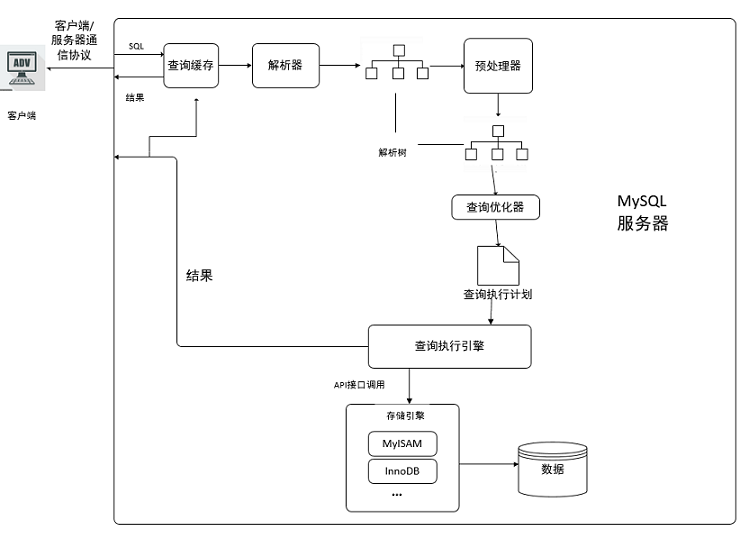 客户端/
服务器通
信协议
ADV
客户端
SQL
结果
查询缓存
解析器
预处理器
解析树
查询优化器
MySQL
服务器
查询执行计划
结果
查询执行引擎
API接口调用
存储引擎
MyISAM
InnoDB
...
数据